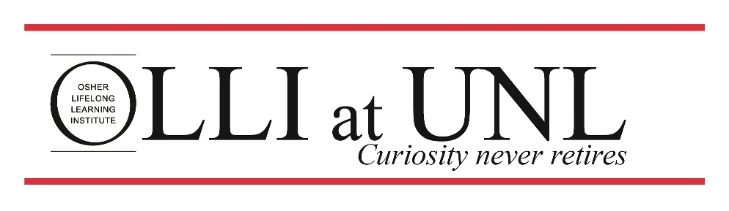 OSHER
LIFELONG
LEARNING
INSTITUTE
OLLI at UNL
Curiosity never retires